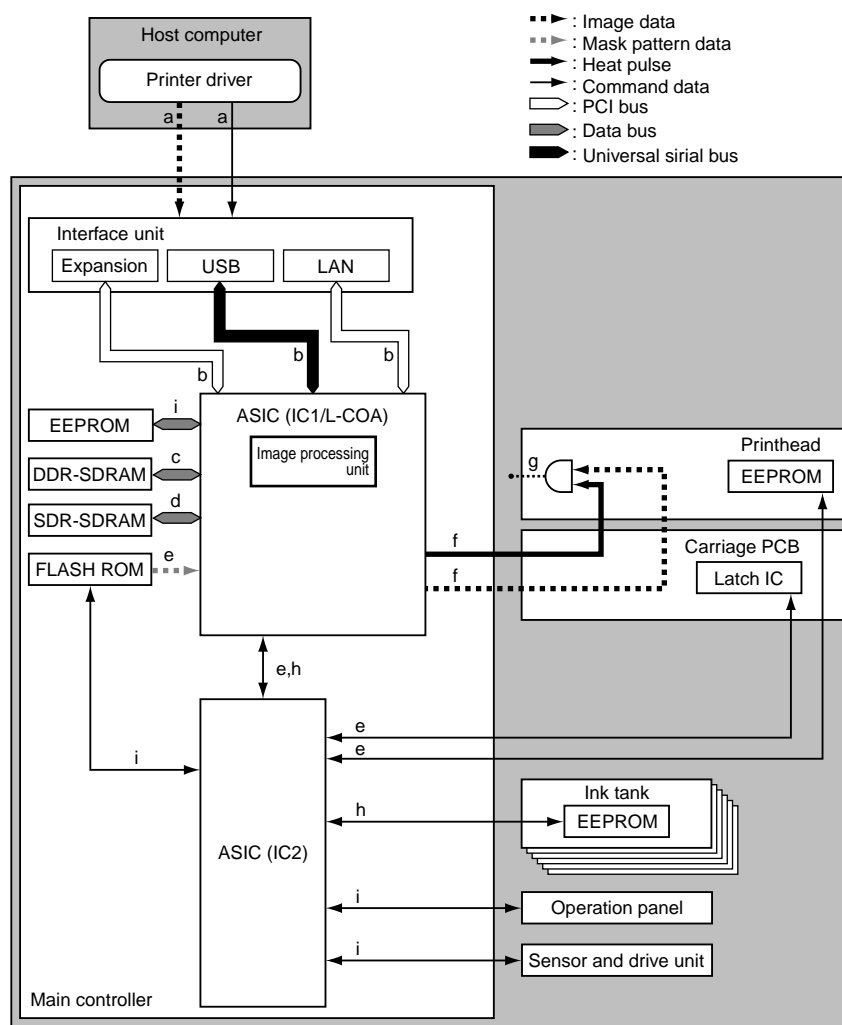 Host computer
Printer driver
a
a
: Image data
: Mask pattern data
: Heat pulse
: Command data
: PCI bus
: Data bus
: Universal sirial bus
Interface unit
Expansion
USB
LAN
b
b
b
ASIC (IC1/L-COA)
Image processing
unit
EEPROM
i
DDR-SDRAM
c
SDR-SDRAM
d
FLASH ROM
e
f
f
Printhead
EEPROM
g
Carriage PCB
Latch IC
e,h
e
e
i
h
Ink tank
EEPROM
ASIC (IC2)
i
Operation panel
i
Sensor and drive unit
Main controller